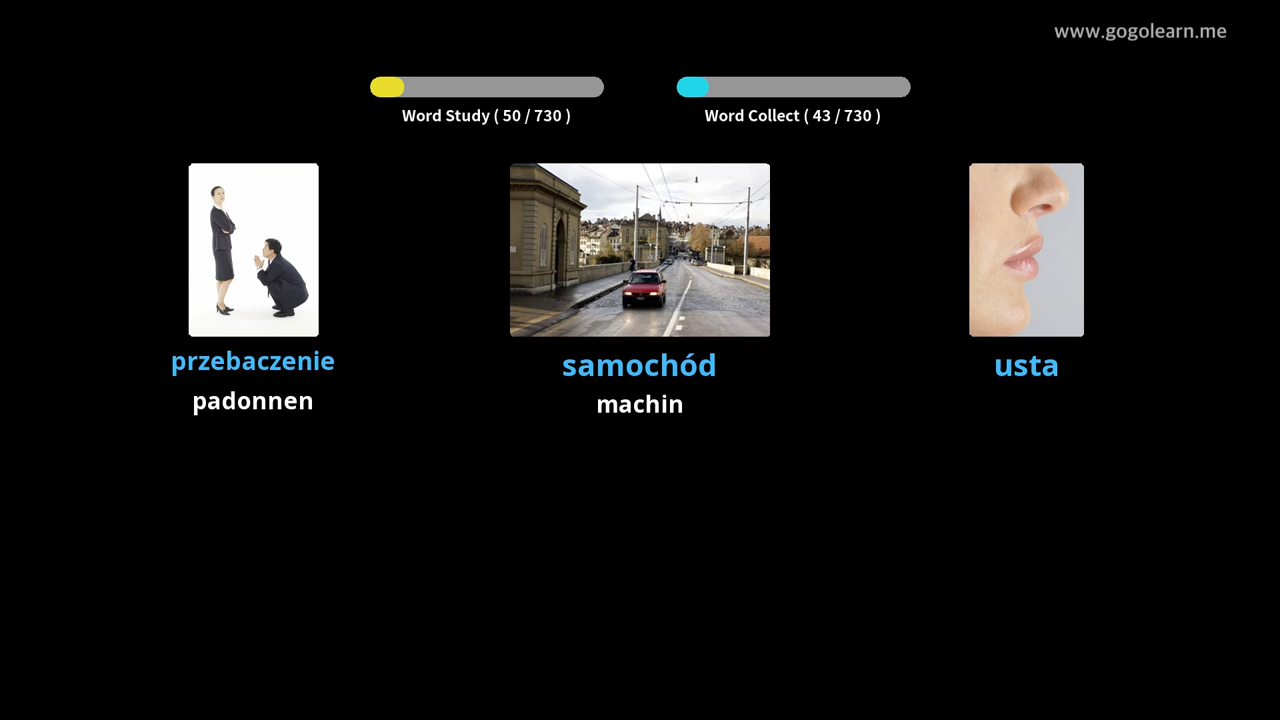 www.gogolearn.me
Word Study ( 50 / 730 )
Word Collect ( 43 / 730 )
przebaczenie
padonnen
samochód
machin
usta